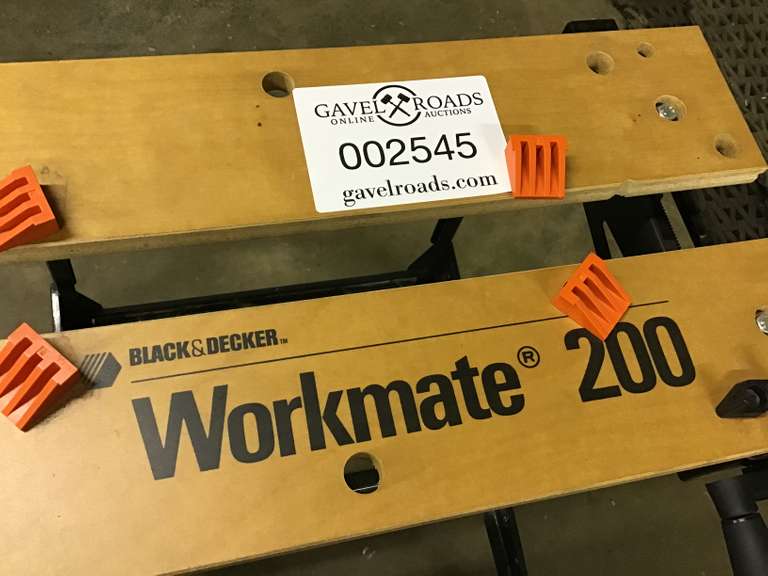 GAVEL ROADS
ONLINE AUCTIONS
002545
gavelroads.com
BLACK&DECKER™
Workmate® 200